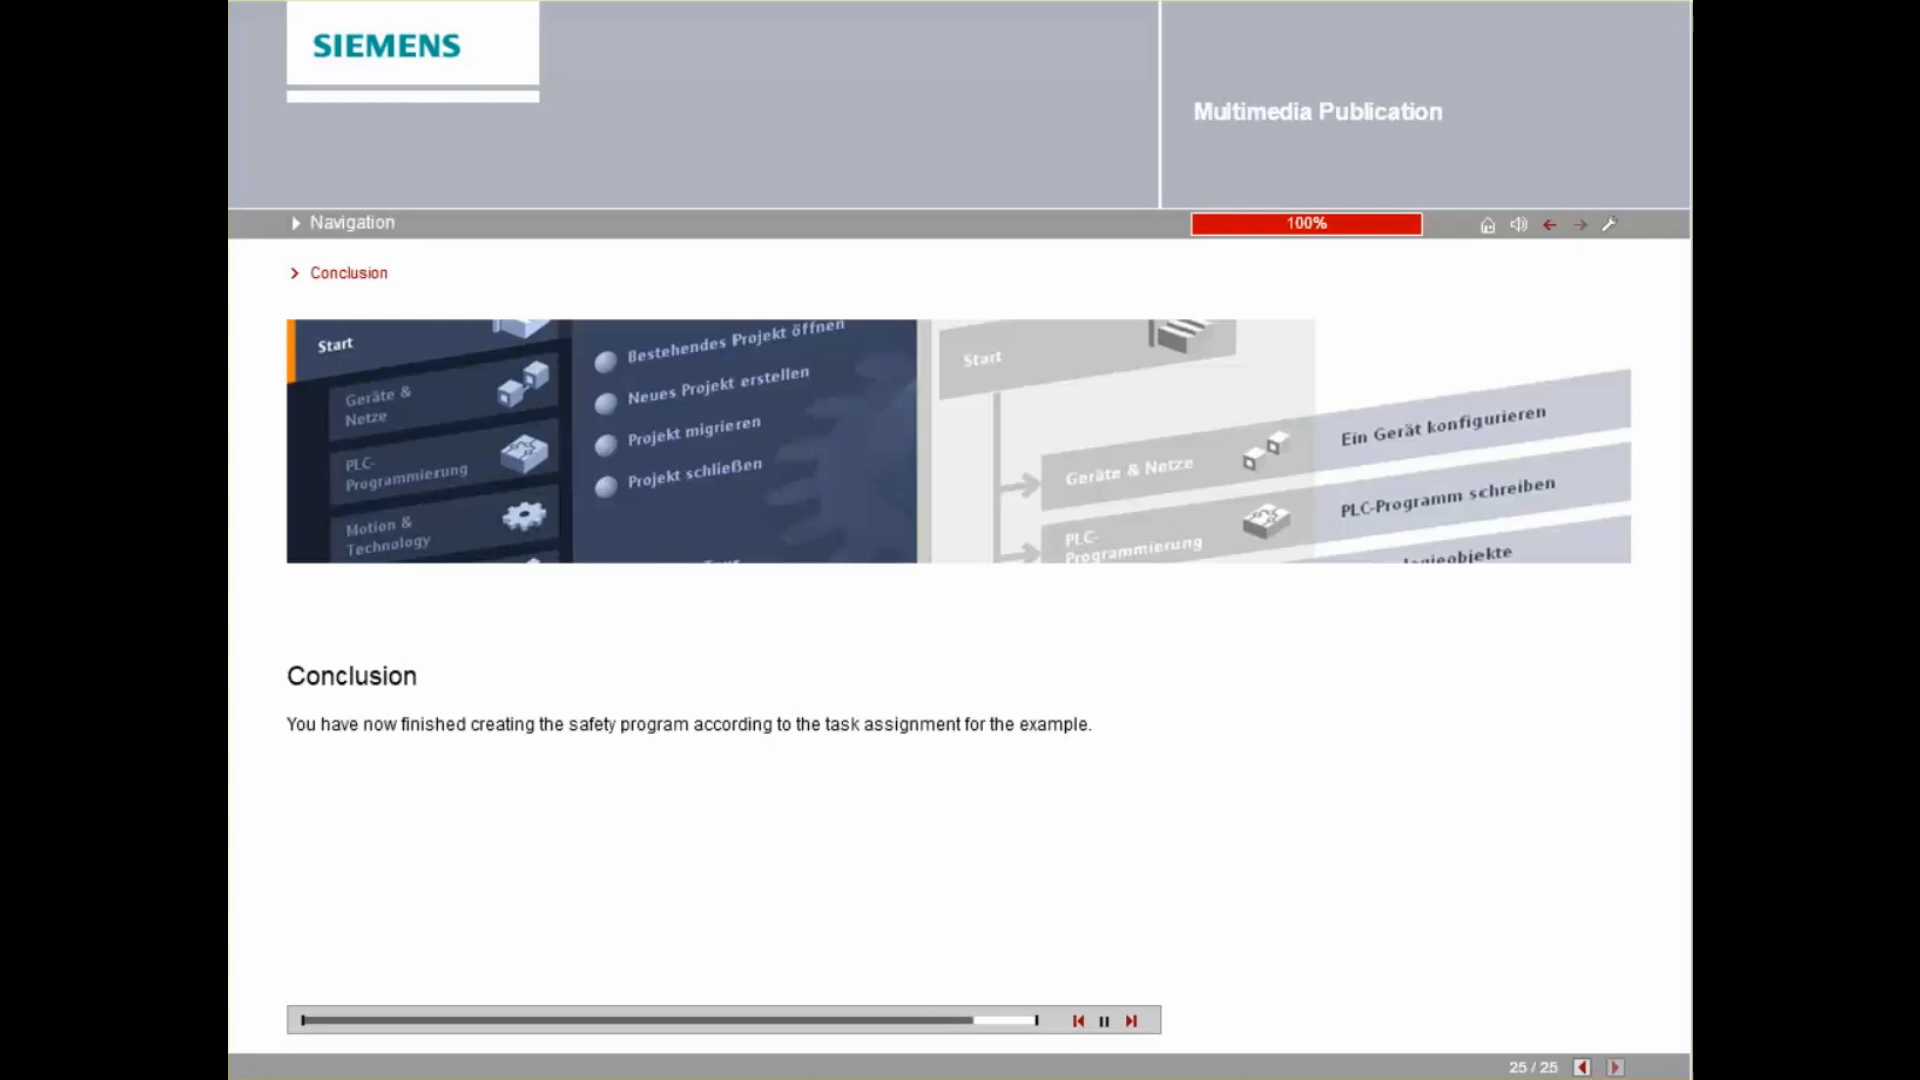 SIEMENS
Multimedia Publication
Navigation
100%
Conclusion
Start
Geräte &
Netze
PLC-
Programmierung
Motion &
Technology
Bestehendes Projekt öffnen
Neues Projekt erstellen
Projekt migrieren
Projekt schließen
Start
Geräte & Netze
PLC-
Programmierung
Ein Gerät konfigurieren
PLC-Programm schreiben
Conclusion
You have now finished creating the safety program according to the task assignment for the example.
25 / 25